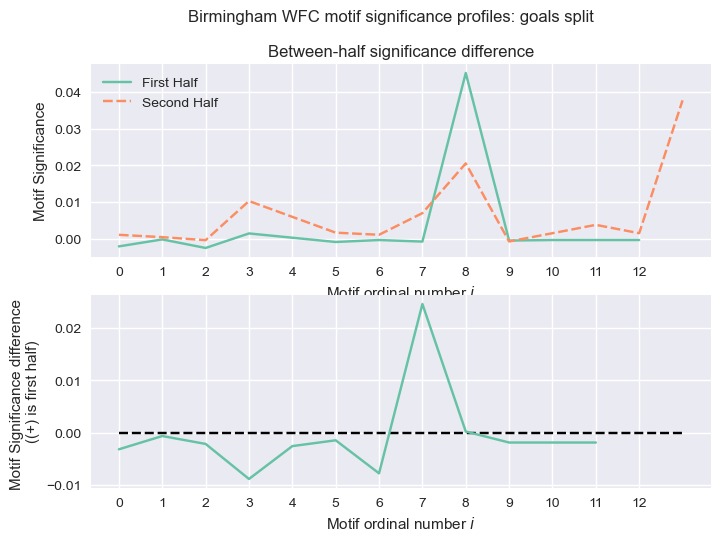 Birmingham WFC motif significance profiles: goals split
Between-half significance difference
First Half
Second Half
Motif Significance
0.04
0.03
0.02
0.01
0.00
0 1 2 3 4 5 6 7 8 9 10 11 12
Motif ordinal number i
Motif Significance difference
((+) is first half)
0.02
0.01
0.00
−0.01
0 1 2 3 4 5 6 7 8 9 10 11 12
Motif ordinal number i